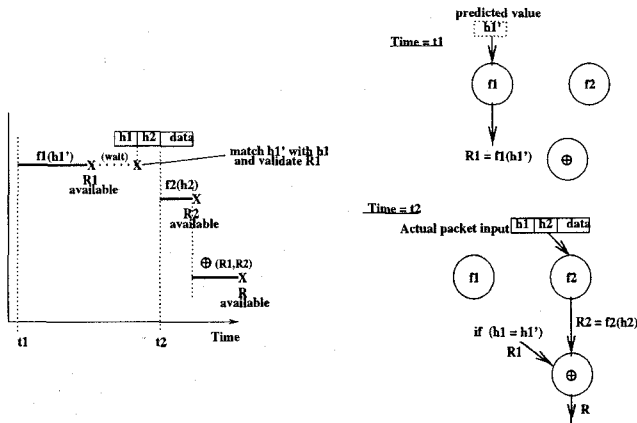 h1 h2 data
f1(h1')
(wait)
X X
match h1' with h1
and validate R1
R1
available
f2(h2)
X
R2
available
⊕ (R1,R2)
X
R
available
t1 t2 Time
predicted value
h1'
Time = t1
f1 f2
R1 = f1(h1')
⊕
Time = t2
Actual packet input h1 h2 data
f1 f2
R2 = f2(h2)
if (h1 = h1')
R1
⊕
R